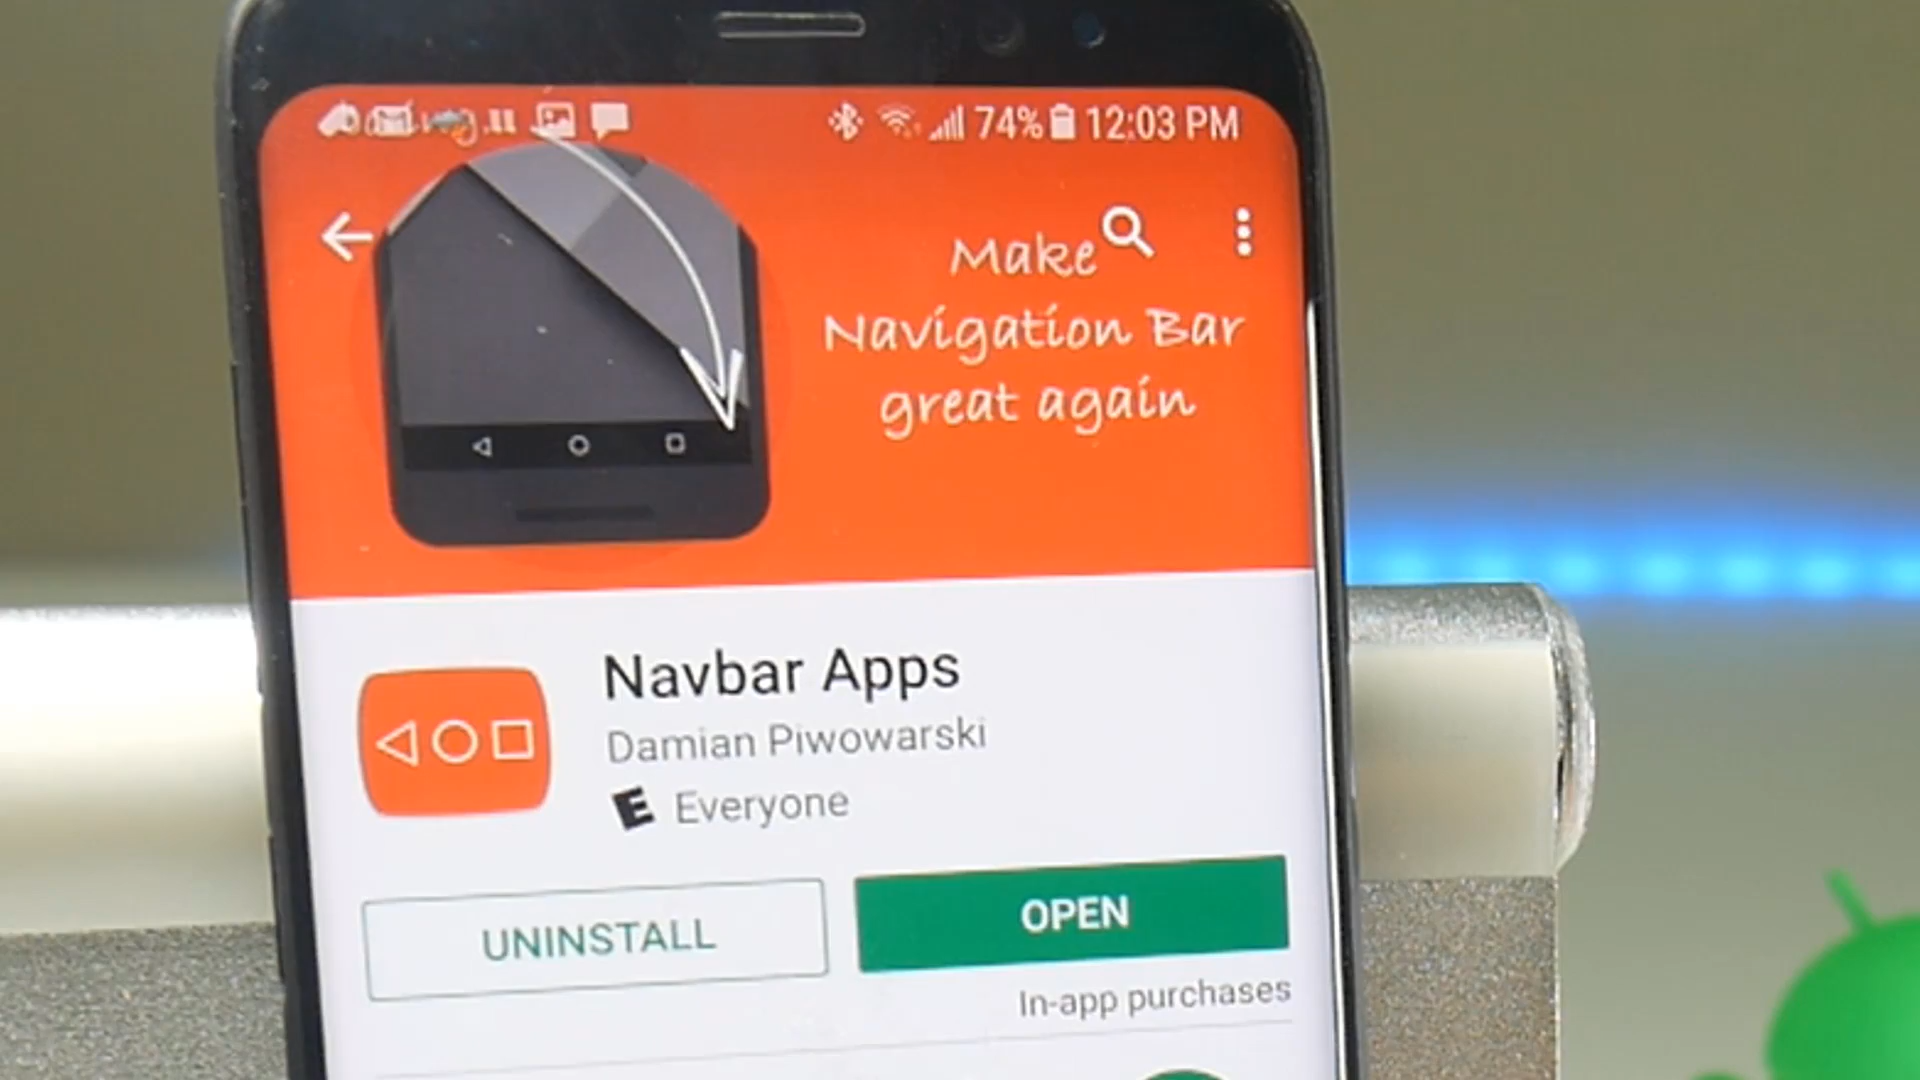 74% 12:03 PM
Make
Navigation Bar
great again
Navbar Apps
Damian Piwowarski
E Everyone
UNINSTALL
OPEN
In-app purchases